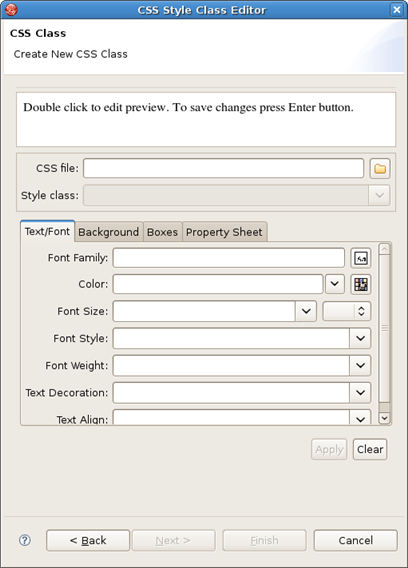 CSS Style Class Editor
CSS Class
Create New CSS Class
Double click to edit preview. To save changes press Enter button.
CSS file:
Style class:
Text/Font Background Boxes Property Sheet
Font Family:
Color:
Font Size:
Font Style:
Font Weight:
Text Decoration:
Text Align:
Apply Clear
? < Back Next > Finish Cancel